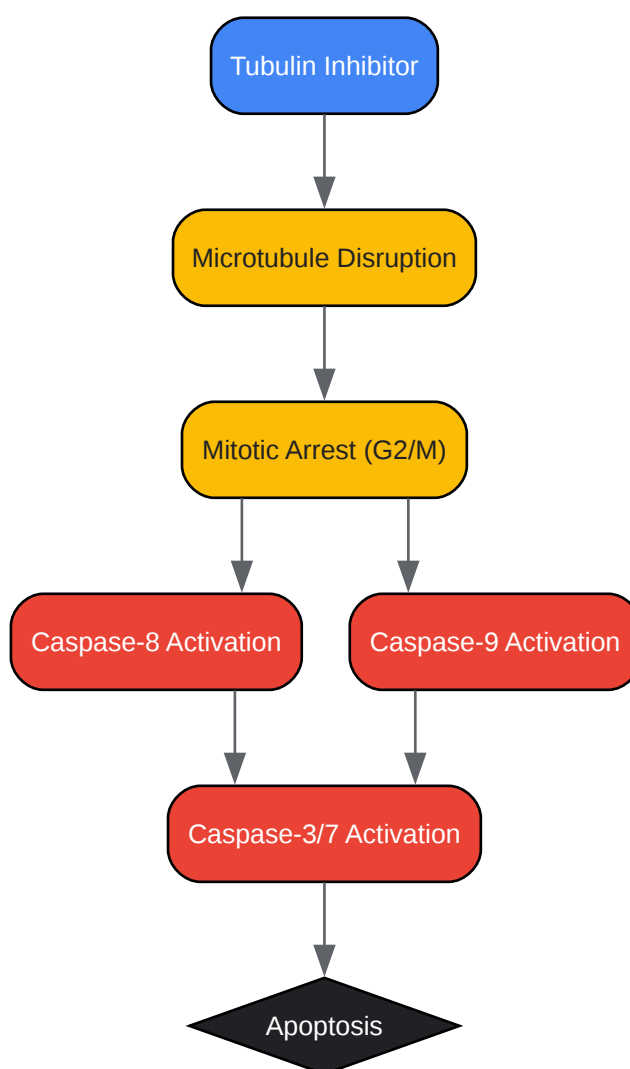 Tubulin Inhibitor
Microtubule Disruption
Mitotic Arrest (G2/M)
Caspase-8 Activation
Caspase-9 Activation
Caspase-3/7 Activation
Apoptosis